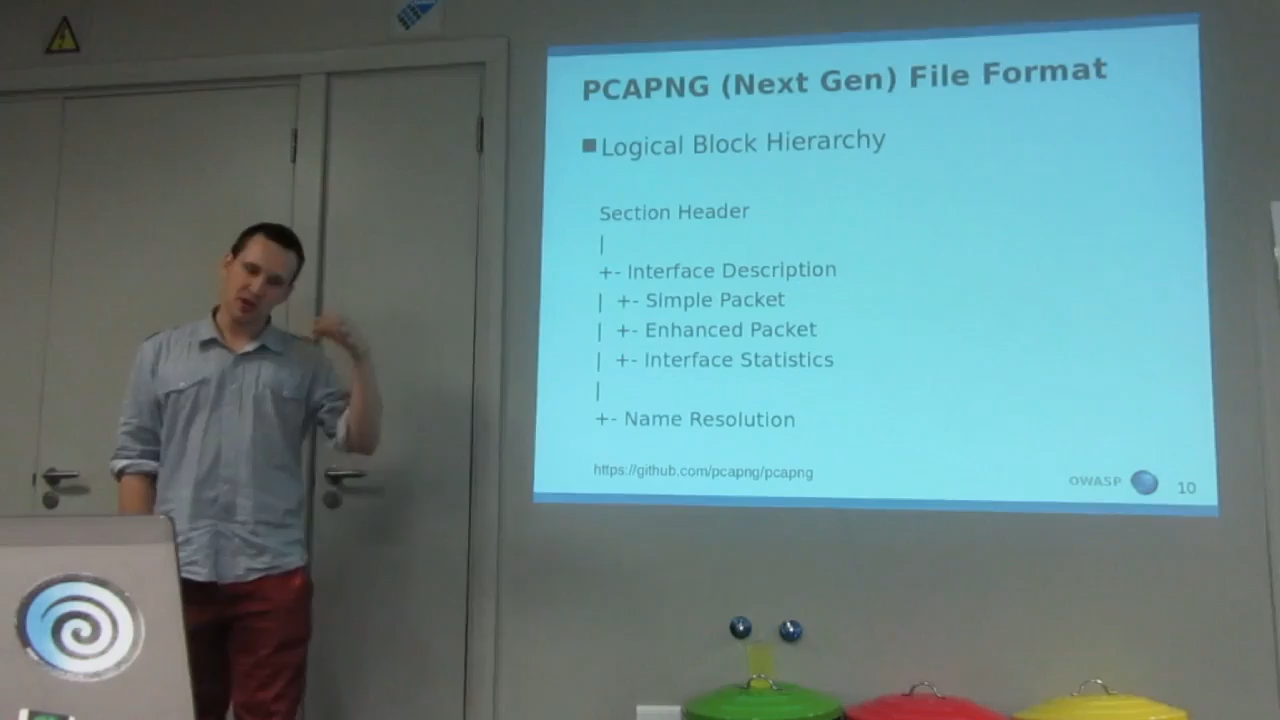 PCAPNG (Next Gen) File Format
■ Logical Block Hierarchy
Section Header
|
+- Interface Description
| +- Simple Packet
| +- Enhanced Packet
| +- Interface Statistics
|
+- Name Resolution
https://github.com/pcapng/pcapng
OWASP 10